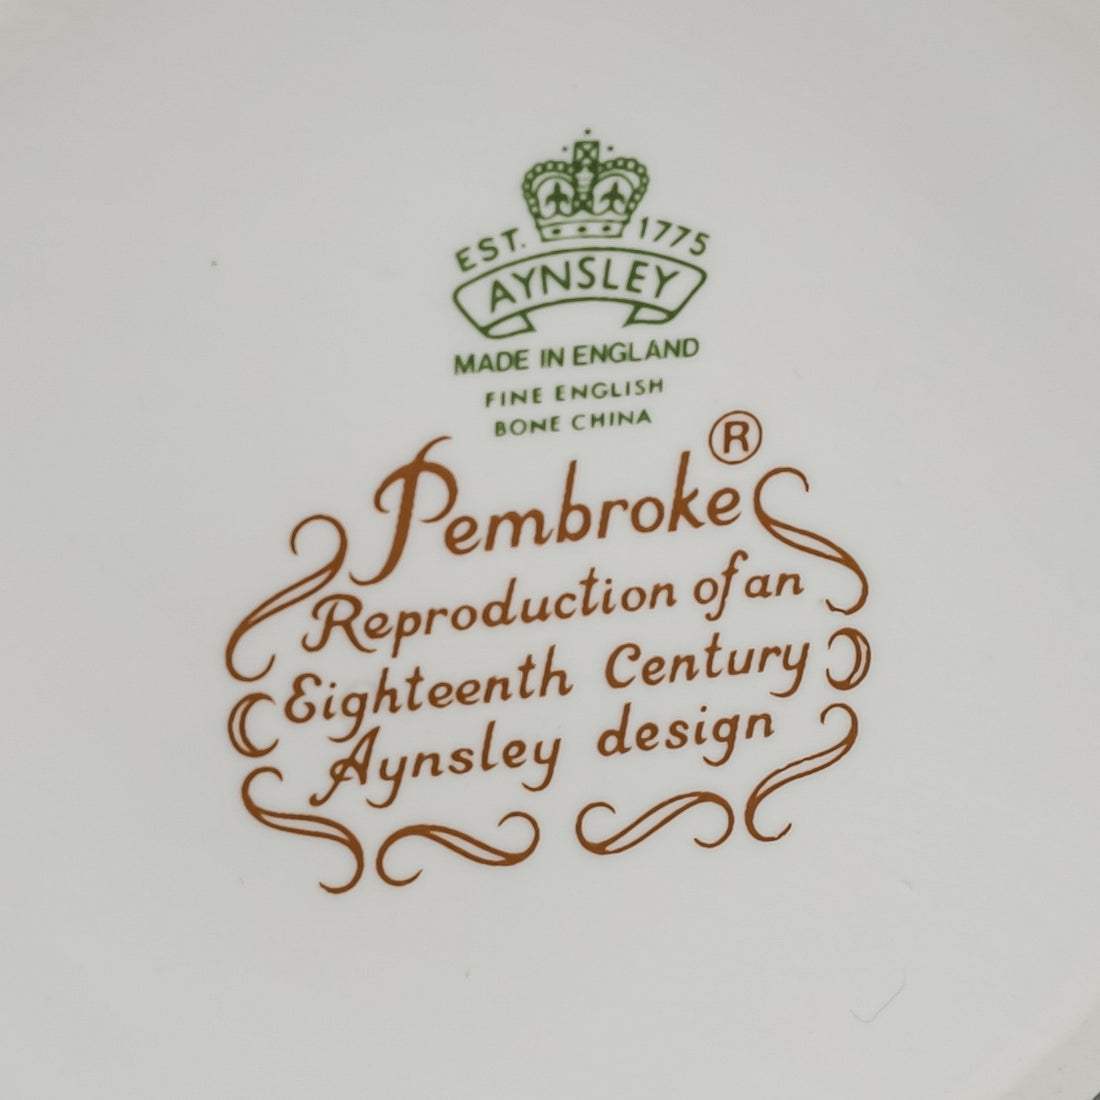 EST. 1775
AYNSLEY
MADE IN ENGLAND
FINE ENGLISH
BONE CHINA
Pembroke®
Reproduction of an
Eighteenth Century
Aynsley design